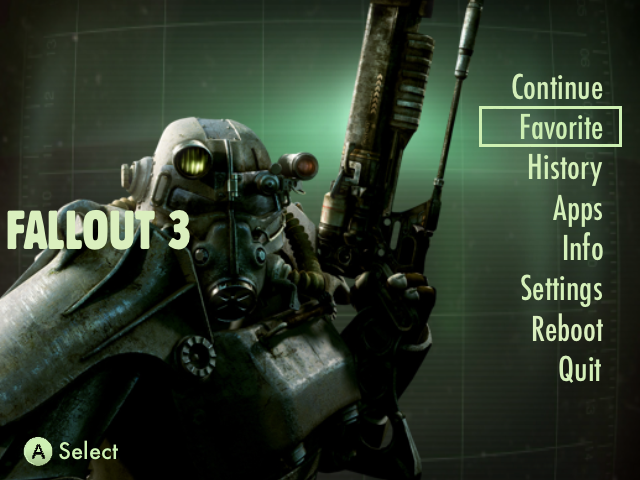 FALLOUT 3
Continue
Favorite
History
Apps
Info
Settings
Reboot
Quit
A Select